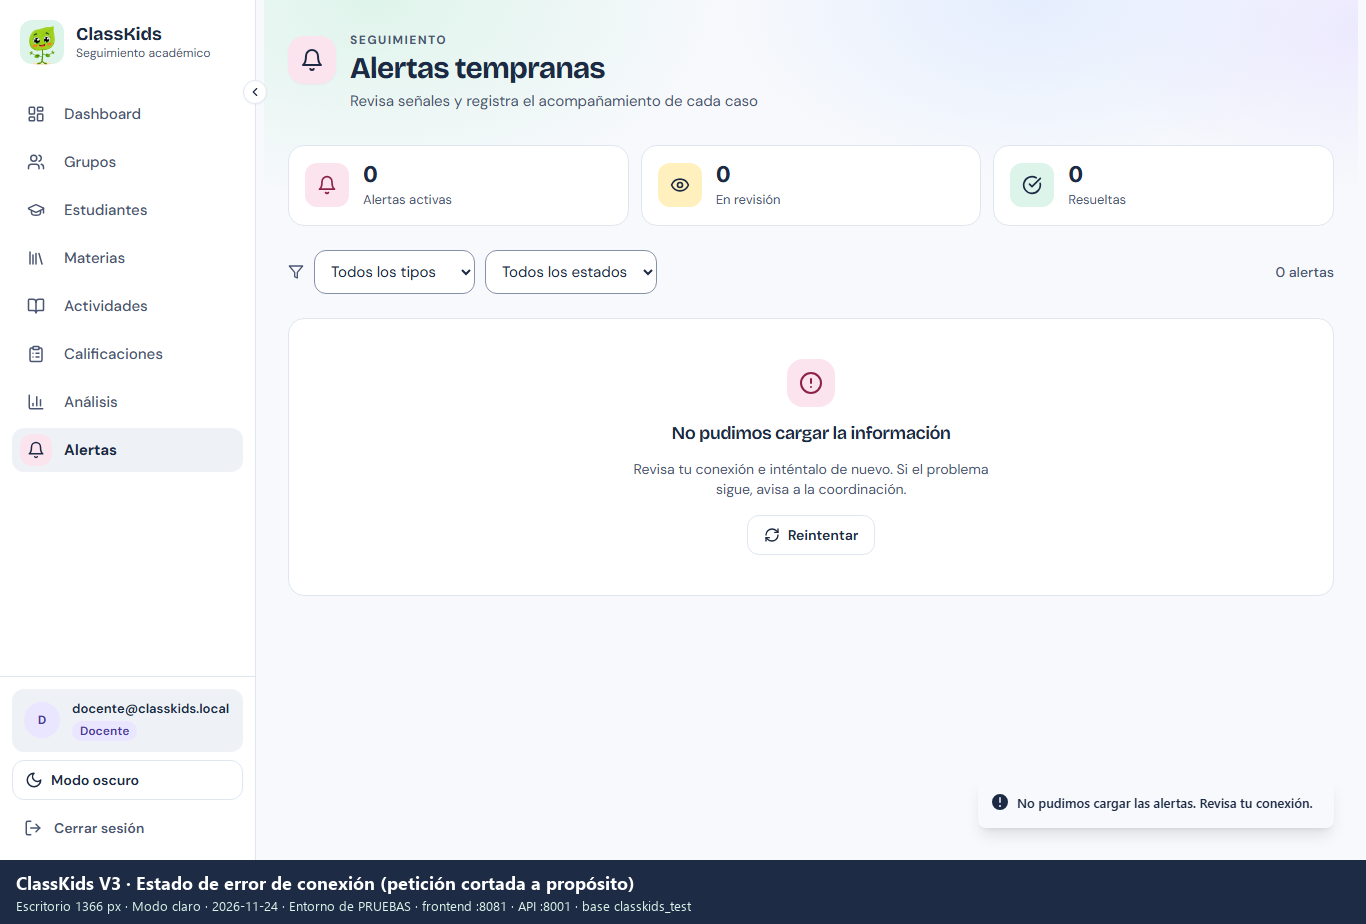 ClassKids
Seguimiento académico
Dashboard
Grupos
Estudiantes
Materias
Actividades
Calificaciones
Análisis
Alertas
docente@classkids.local
D
Docente
Modo oscuro
Cerrar sesión
SEGUIMIENTO
Alertas tempranas
Revisa señales y registra el acompañamiento de cada caso
0
Alertas activas
0
En revisión
0
Resueltas
Todos los tipos
Todos los estados
0 alertas
No pudimos cargar la información
Revisa tu conexión e inténtalo de nuevo. Si el problema
sigue, avisa a la coordinación.
Reintentar
No pudimos cargar las alertas. Revisa tu conexión.
ClassKids V3 · Estado de error de conexión (petición cortada a propósito)
Escritorio 1366 px · Modo claro · 2026-11-24 · Entorno de PRUEBAS · frontend :8081 · API :8001 · base classkids_test